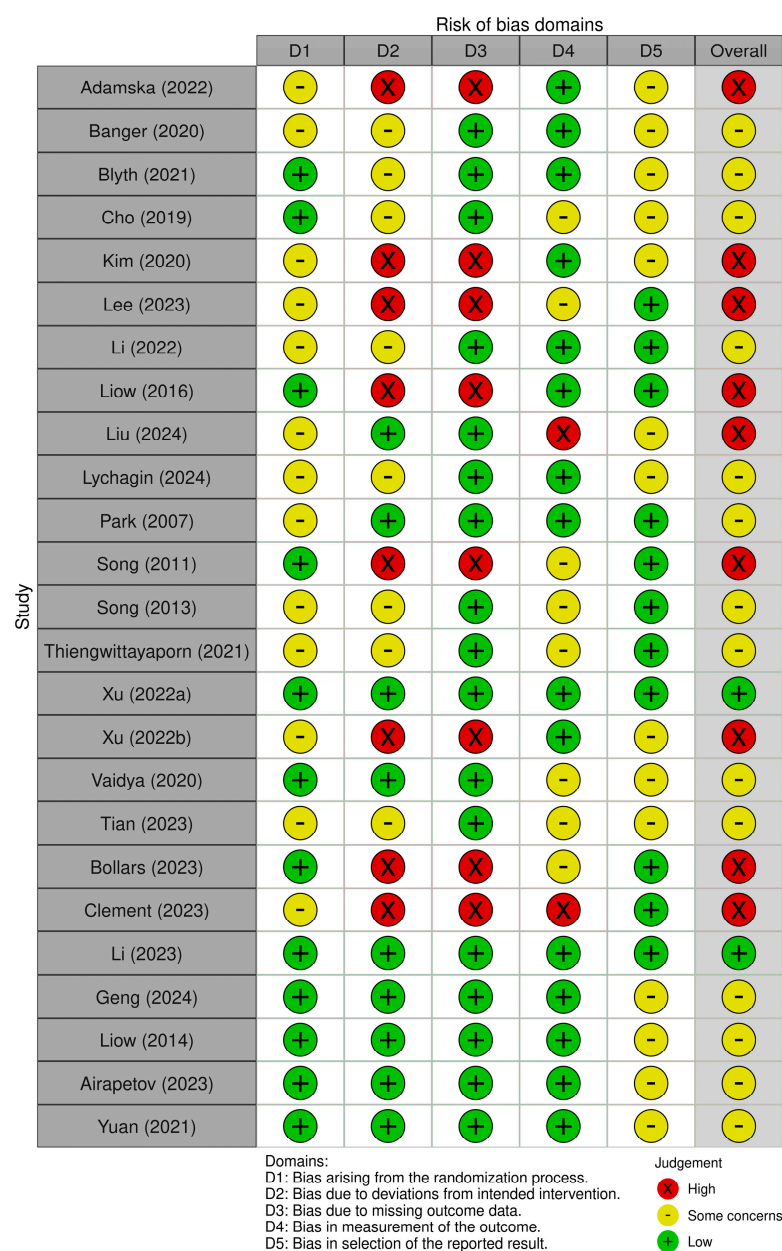 Risk of bias domains
D1 D2 D3 D4 D5 Overall
Adamska (2022) - X X + - X
Banger (2020) - - + + - -
Blyth (2021) + - + + - -
Cho (2019) + - + - - -
Kim (2020) - X X + - X
Lee (2023) - X X - + X
Li (2022) - - + + + -
Liow (2016) + X X + + X
Liu (2024) - + + X - X
Lychagin (2024) - - + + - -
Park (2007) - + + + + -
Song (2011) + X X - + X
Song (2013) - - + - + -
Thiengwittayaporn (2021) - - + - + -
Xu (2022a) + + + + + +
Xu (2022b) - X X + - X
Vaidya (2020) + + + - - -
Tian (2023) - - + - - -
Bollars (2023) + X X - + X
Clement (2023) - X X X + X
Li (2023) + + + + + +
Geng (2024) + + + + - -
Liow (2014) + + + + - -
Airapetov (2023) + + + + - -
Yuan (2021) + + + + - -
Study
Domains:
D1: Bias arising from the randomization process.
D2: Bias due to deviations from intended intervention.
D3: Bias due to missing outcome data.
D4: Bias in measurement of the outcome.
D5: Bias in selection of the reported result.
Judgement
X High
- Some concerns
+ Low